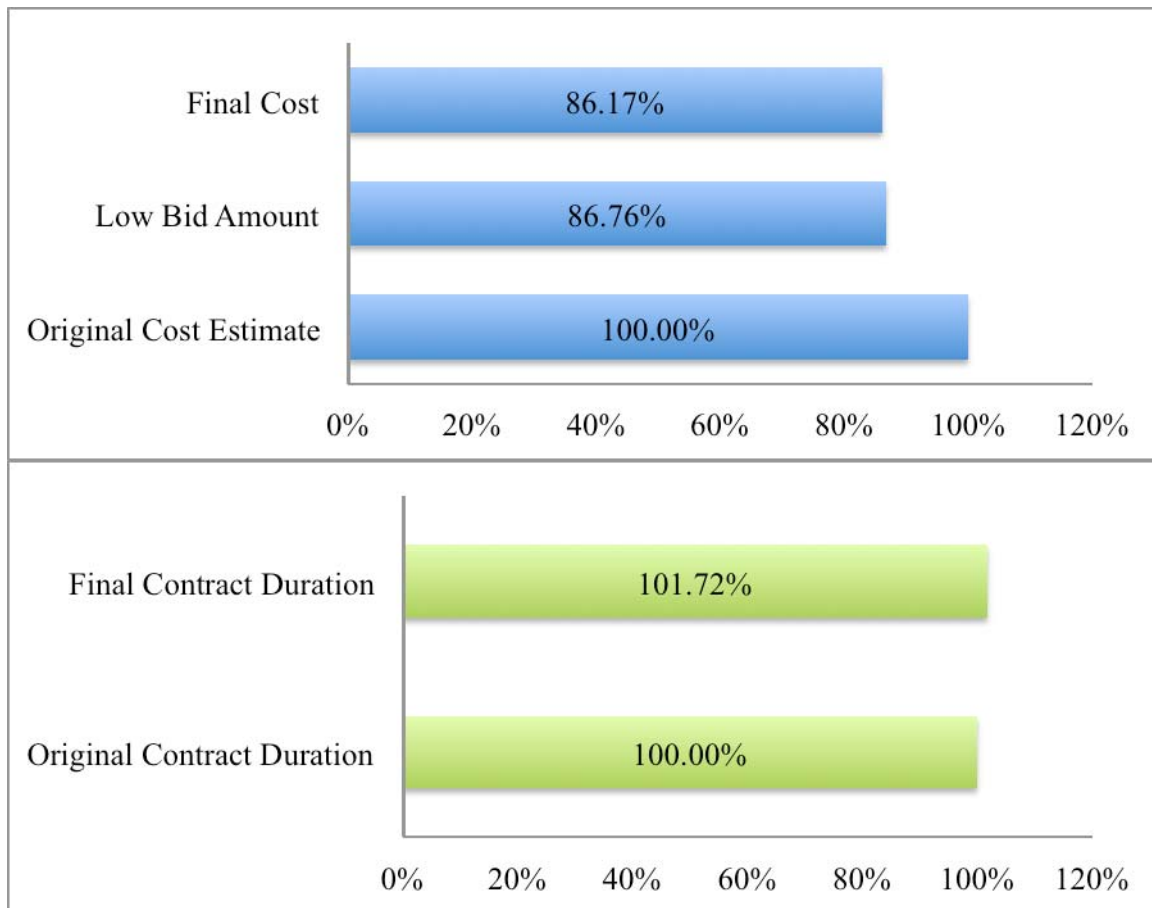 Final Cost
86.17%
Low Bid Amount
86.76%
Original Cost Estimate
100.00%
0% 20% 40% 60% 80% 100% 120%
Final Contract Duration
101.72%
Original Contract Duration
100.00%
0% 20% 40% 60% 80% 100% 120%